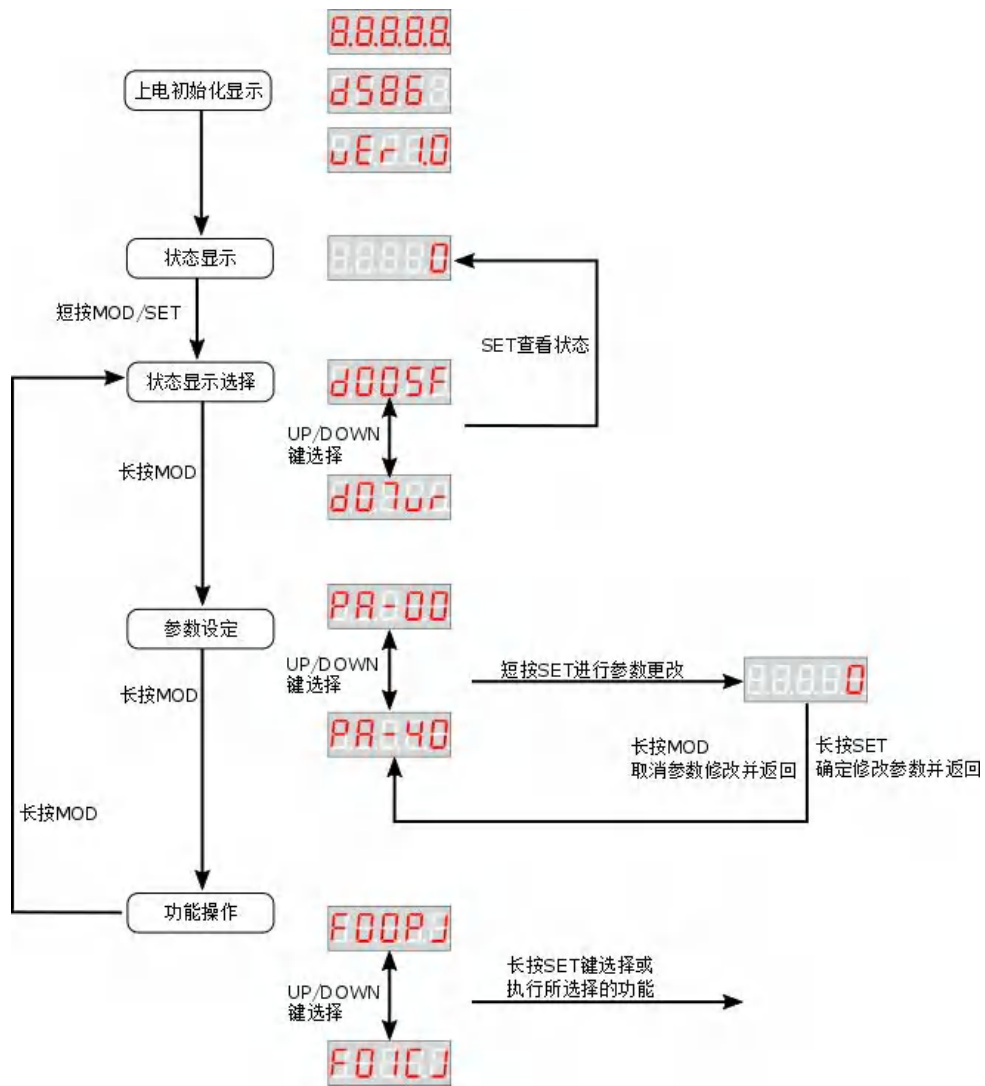 8.8.8.8.8.
上电初始化显示
dS86
vEr1.0
状态显示
0
短按MOD/SET
SET查看状态
状态显示选择
d00SF
UP/DOWN
键选择
长按MOD
d07vr
PA-00
参数设定
UP/DOWN
键选择
短按SET进行参数更改
0
长按MOD
PA-40
长按MOD
取消参数修改并返回
长按SET
确定修改参数并返回
长按MOD
功能操作
F00PJ
长按SET键选择或
执行所选择的功能
UP/DOWN
键选择
F01CJ